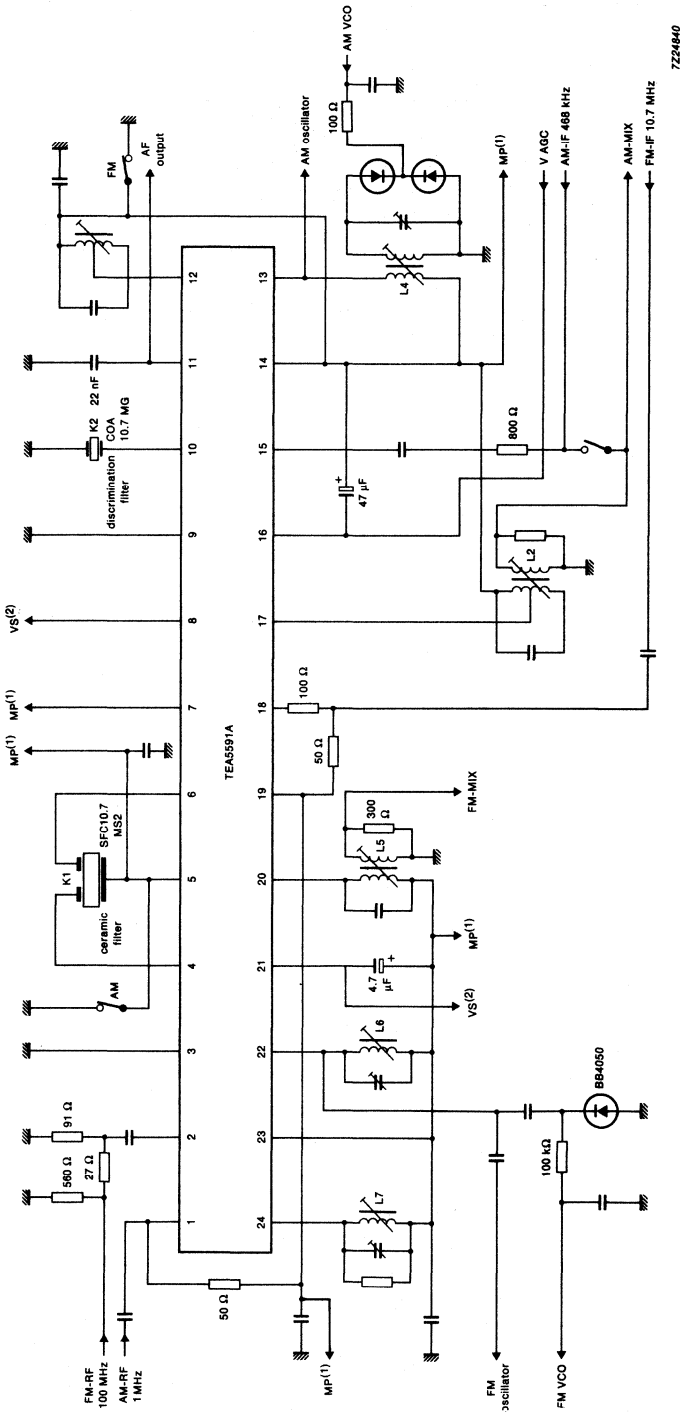 FM-RF
100 MHz
AM-RF
1 MHz
560 Ω
91 Ω
27 Ω
50 Ω
AM
ceramic
filter
K1
SFC10.7
MS2
MP(1)
MP(1)
VS(2)
discrimination
filter
K2
COA
10.7 MG
22 nF
AF
output
FM
1
2
3
4
5
6
7
8
9
10
11
12
TEA5591A
24
23
22
21
20
19
18
17
16
15
14
13
MP(1)
L7
L6
4.7
μF
+
VS(2)
MP(1)
L5
300
Ω
FM-MIX
50 Ω
100 Ω
L2
+
47 μF
800 Ω
L4
AM oscillator
100 Ω
AM VCO
MP(1)
V AGC
AM-IF 468 kHz
AM-MIX
FM-IF 10.7 MHz
FM
oscillator
FM VCO
100 kΩ
BB4050
7Z24840